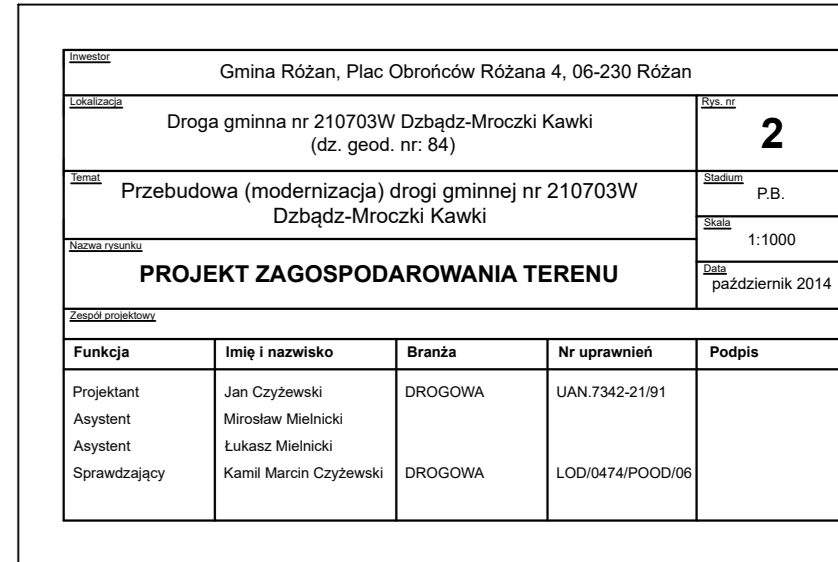 Inwestor
Gmina Różan, Plac Obrońców Różana 4, 06-230 Różan
Lokalizacja
Droga gminna nr 210703W Dzbądz-Mroczki Kawki
(dz. geod. nr: 84)
Rys. nr
2
Temat
Przebudowa (modernizacja) drogi gminnej nr 210703W
Dzbądz-Mroczki Kawki
Stadium
P.B.
Skala
1:1000
Nazwa rysunku
PROJEKT ZAGOSPODAROWANIA TERENU
Data
październik 2014
Zespół projektowy
Funkcja Imię i nazwisko Branża Nr uprawnień Podpis
Projektant Jan Czyżewski DROGOWA UAN.7342-21/91
Asystent Mirosław Mielnicki
Asystent Łukasz Mielnicki
Sprawdzający Kamil Marcin Czyżewski DROGOWA LOD/0474/POOD/06